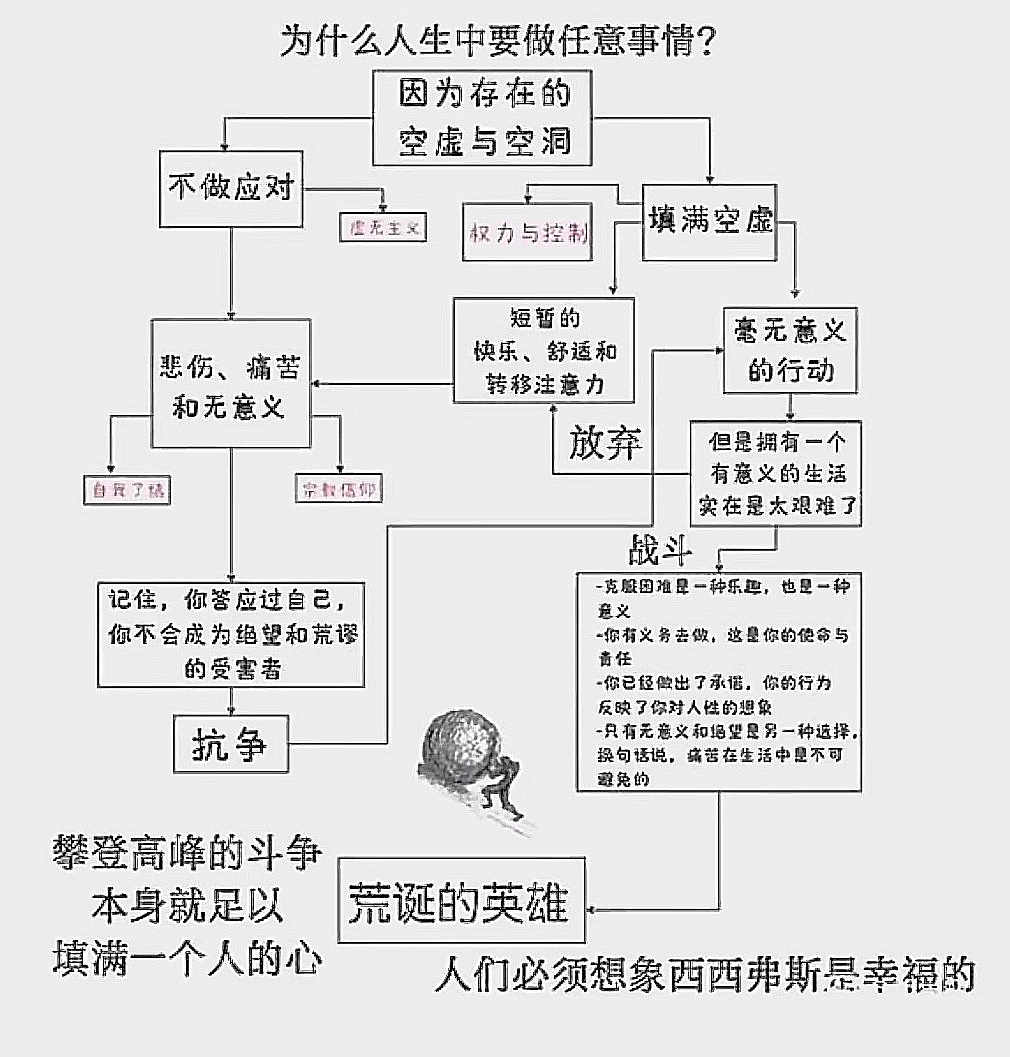 为什么人生中要做任意事情?
因为存在的
空虚与空洞
不做应对
虚无主义
权力与控制
填满空虚
短暂的
快乐、舒适和
转移注意力
毫无意义
的行动
悲伤、痛苦
和无意义
放弃
但是拥有一个
有意义的生活
实在是太艰难了
自我了结
宗教信仰
战斗
-克服困难是一种乐趣，也是一种
意义
-你有义务去做，这是你的使命与
责任
-你已经做出了承诺，你的行为
反映了你对人性的想象
-只有无意义和绝望是另一种选择，
换句话说，痛苦在生活中是不可
避免的
记住，你答应过自己，
你不会成为绝望和荒谬
的受害者
抗争
攀登高峰的斗争
本身就足以
填满一个人的心
荒诞的英雄
人们必须想象西西弗斯是幸福的